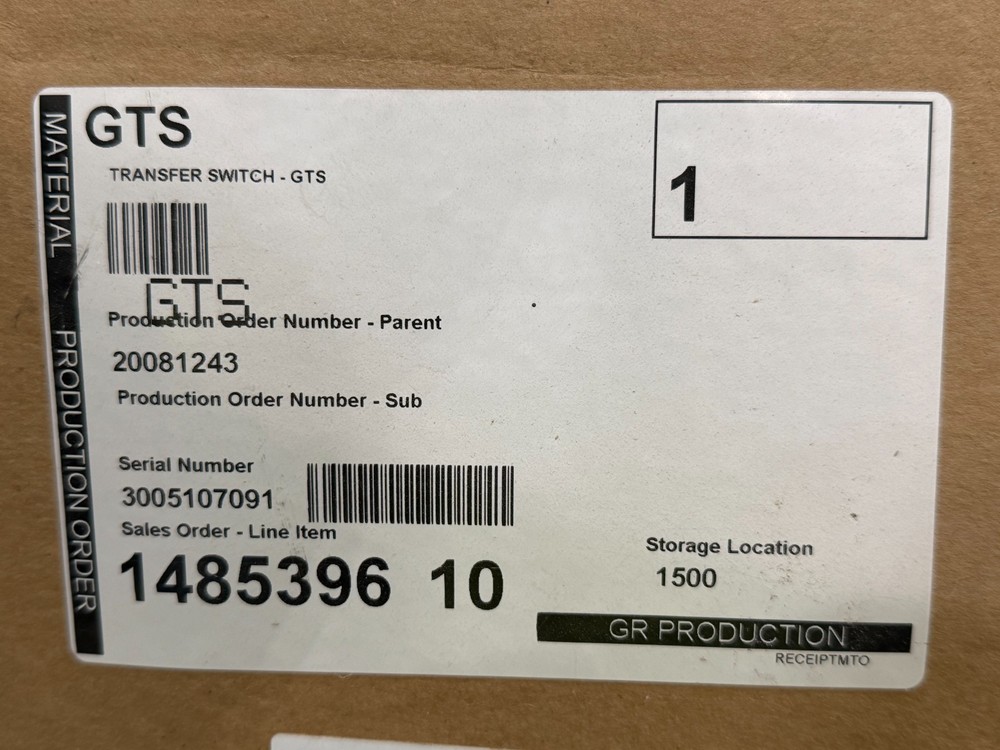 MATERIAL PRODUCTION ORDER
GTS
TRANSFER SWITCH - GTS
1
GTS
Production Order Number - Parent
20081243
Production Order Number - Sub
Serial Number
3005107091
Sales Order - Line Item
1485396 10
Storage Location
1500
GR PRODUCTION
RECEIPTMTO